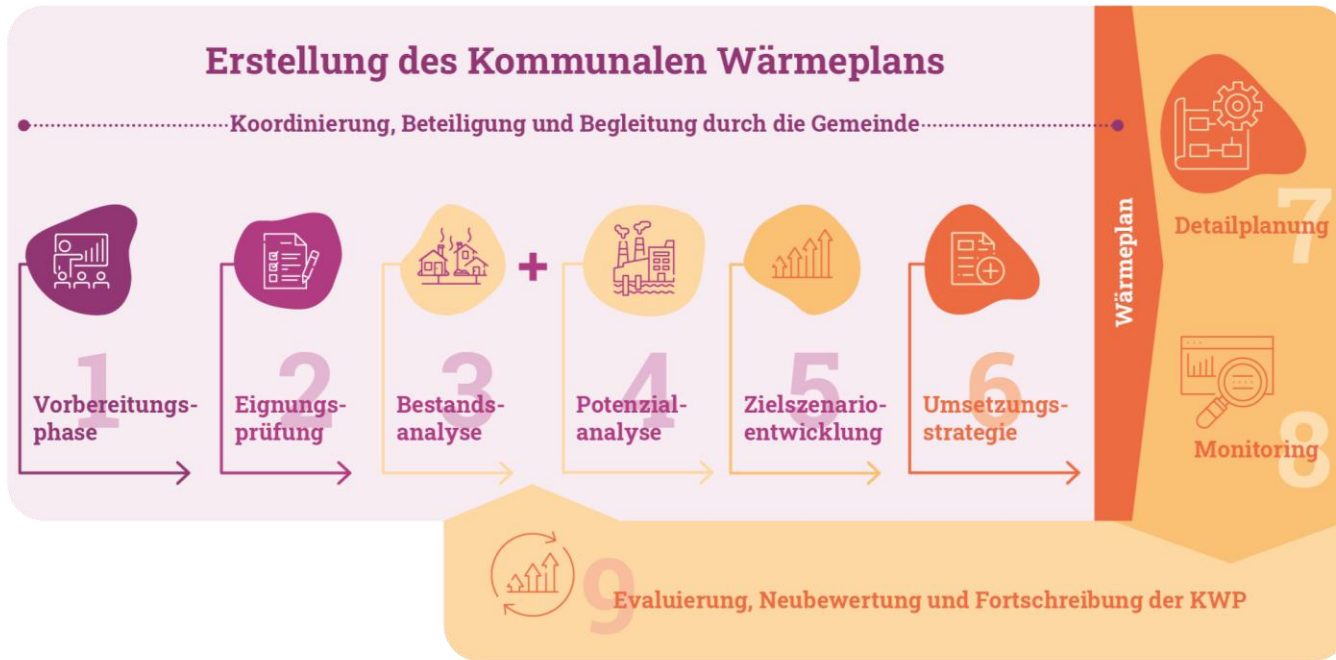 Erstellung des Kommunalen Wärmeplans
Koordinierung, Beteiligung und Begleitung durch die Gemeinde
1
Vorbereitungs-
phase
2
Eignungs-
prüfung
3
Bestands-
analyse
+
4
Potenzial-
analyse
5
Zielszenario-
entwicklung
6
Umsetzungs-
strategie
Wärmeplan
7
Detailplanung
8
Monitoring
9
Evaluierung, Neubewertung und Fortschreibung der KWP